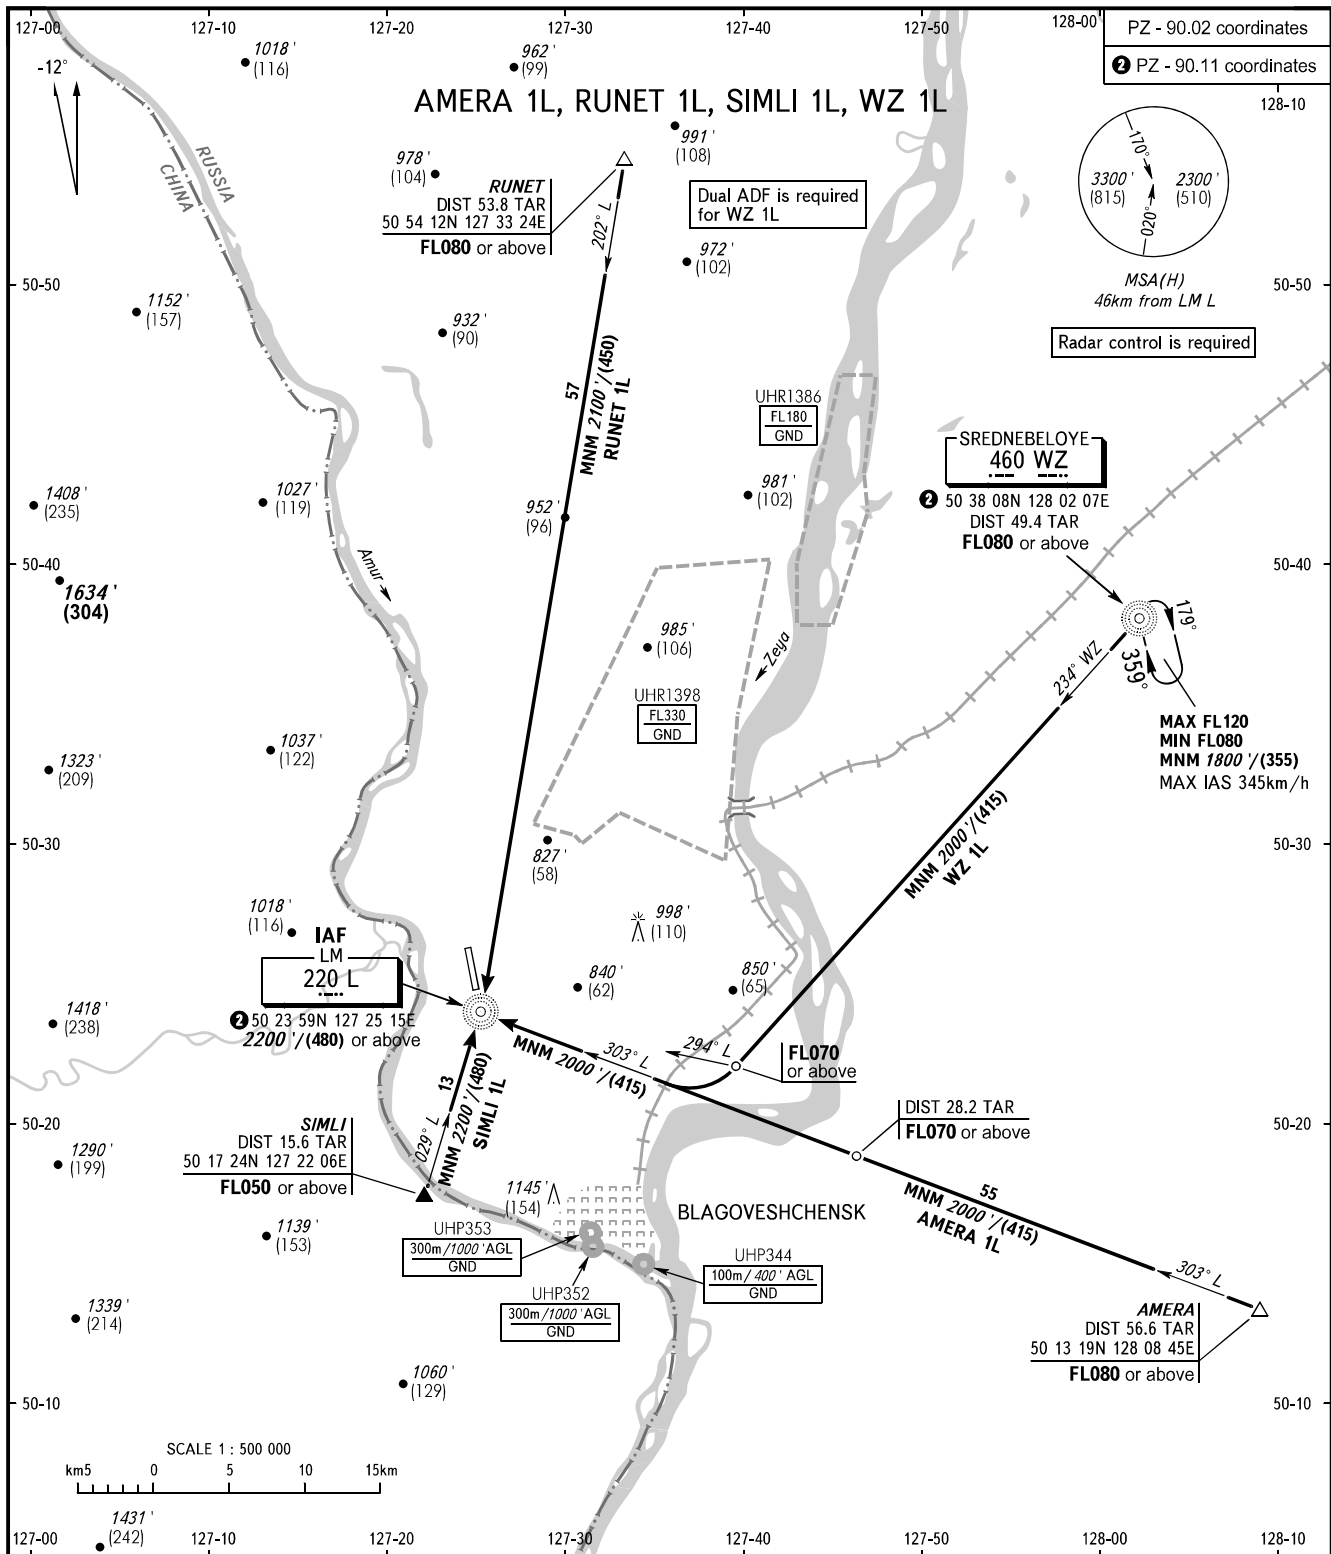 127-00
127-10
127-20
127-30
127-40
127-50
128-00
PZ - 90.02 coordinates
❷ PZ - 90.11 coordinates
128-10
-12°
1018'
(116)
962'
(99)
AMERA 1L, RUNET 1L, SIMLI 1L, WZ 1L
991'
(108)
978'
(104)
RUSSIA
CHINA
RUNET
DIST 53.8 TAR
50 54 12N 127 33 24E
FL080 or above
202° L
Dual ADF is required
for WZ 1L
972'
(102)
170°
3300'
(815)
2300'
(510)
020°
MSA(H)
46km from LM L
Radar control is required
50-50
50-50
1152'
(157)
932'
(90)
57
MNM 2100'/(450)
RUNET 1L
UHR1386
FL180
GND
SREDNEBELOYE
460 WZ
❷ 50 38 08N 128 02 07E
DIST 49.4 TAR
FL080 or above
1408'
(235)
1027'
(119)
952'
(96)
981'
(102)
50-40
50-40
Amur
1634'
(304)
985'
(106)
Zeya
UHR1398
FL330
GND
234° WZ
179°
359°
MAX FL120
MIN FL080
MNM 1800'/(355)
MAX IAS 345km/h
1323'
(209)
1037'
(122)
50-30
50-30
827'
(58)
MNM 2000'/(415)
WZ 1L
1018'
(116)
998'
(110)
IAF
LM
220 L
❷ 50 23 59N 127 25 15E
2200'/(480) or above
840'
(62)
850'
(65)
1418'
(238)
303° L
MNM 2000'/(415)
294° L
FL070
or above
13
029° L
MNM 2200'/(480)
SIMLI 1L
50-20
50-20
SIMLI
DIST 15.6 TAR
50 17 24N 127 22 06E
FL050 or above
DIST 28.2 TAR
FL070 or above
1290'
(199)
1145'
(154)
BLAGOVESHCHENSK
55
MNM 2000'/(415)
AMERA 1L
1139'
(153)
UHP353
300m/1000'AGL
GND
UHP344
100m/400' AGL
GND
UHP352
300m/1000'AGL
GND
303° L
AMERA
DIST 56.6 TAR
50 13 19N 128 08 45E
FL080 or above
1339'
(214)
1060'
(129)
50-10
50-10
SCALE 1 : 500 000
km5 0 5 10 15km
1431'
(242)
127-00
127-10
127-20
127-30
127-40
127-50
128-00
128-10